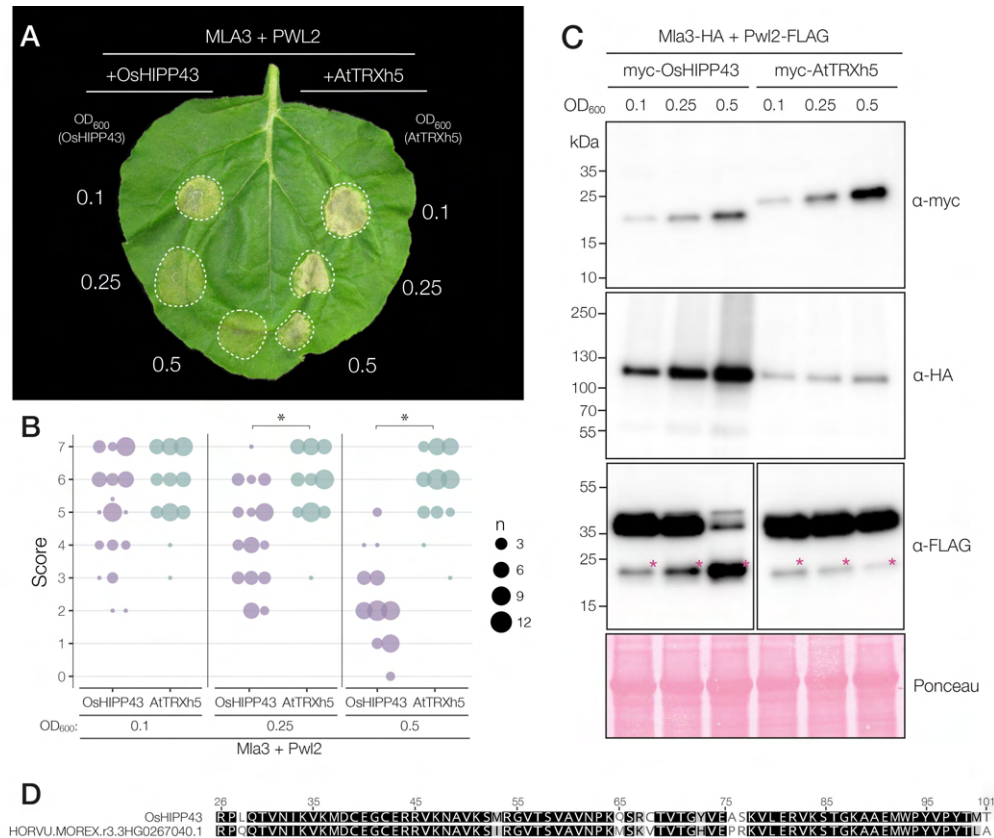 A
MLA3 + PWL2
+OsHIPP43
+AtTRXh5
OD600
(OsHIPP43)
OD600
(AtTRXh5)
0.1
0.1
0.25
0.25
0.5
0.5
B
*
*
7
6
5
4
3
2
1
0
Score
n
3
6
9
12
OsHIPP43 AtTRXh5 OsHIPP43 AtTRXh5 OsHIPP43 AtTRXh5
OD600: 0.1 0.25 0.5
Mla3 + Pwl2
C
Mla3-HA + Pwl2-FLAG
myc-OsHIPP43 myc-AtTRXh5
OD600 0.1 0.25 0.5 0.1 0.25 0.5
kDa
35
25
15
10
α-myc
250
130
100
70
55
α-HA
55
35
25
15
* * * * * *
α-FLAG
Ponceau
D
26 35 45 55 65 75 85 95 101
OsHIPP43 RPLQTVNIKVKMDCEGCERRVKNAVKSMRGTVSVAVNPKQSRCTVTGYVEASKVLERVKSTGKAAEMWPYVPYTMT
HORVU.MOREX.r3.3HG0267040.1 RPQQTVNIKVKMDCEGCERRVKNAVKSIRGVTSVAVNPKMSKVTVTGHVEPRKVLERVKSTGKAAEMWPYVPYTLA